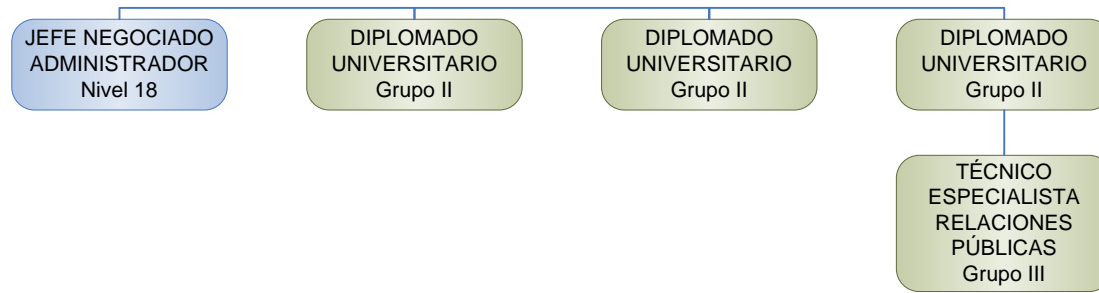 JEFE NEGOCIADO
ADMINISTRADOR
Nivel 18
DIPLOMADO
UNIVERSITARIO
Grupo II
DIPLOMADO
UNIVERSITARIO
Grupo II
DIPLOMADO
UNIVERSITARIO
Grupo II
TÉCNICO
ESPECIALISTA
RELACIONES
PÚBLICAS
Grupo III